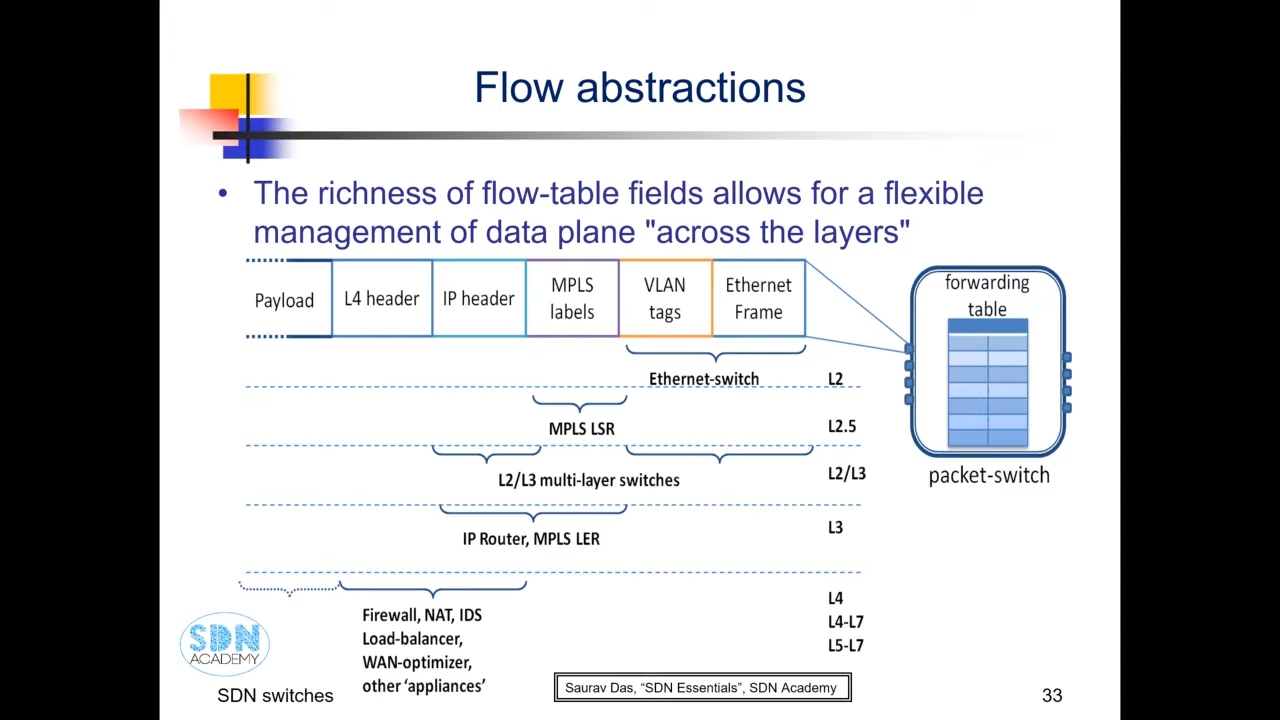 Flow abstractions
• The richness of flow-table fields allows for a flexible
management of data plane "across the layers"
Payload
L4 header
IP header
MPLS
labels
VLAN
tags
Ethernet
Frame
forwarding
table
packet-switch
Ethernet-switch
L2
MPLS LSR
L2.5
L2/L3 multi-layer switches
L2/L3
IP Router, MPLS LER
L3
Firewall, NAT, IDS
Load-balancer,
WAN-optimizer,
other ‘appliances’
L4
L4-L7
L5-L7
SDN
ACADEMY
SDN switches
Saurav Das, “SDN Essentials”, SDN Academy
33